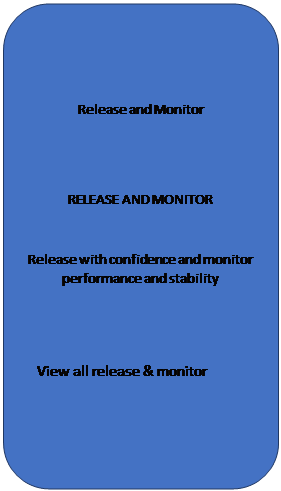 Release and Monitor
RELEASE AND MONITOR
Release with confidence and monitor
performance and stability
View all release & monitor